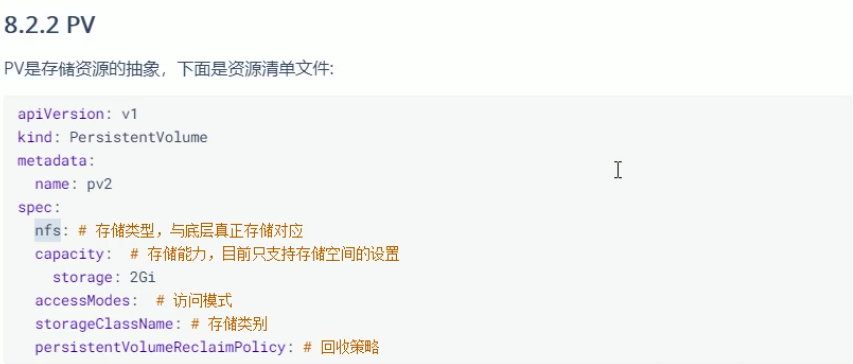 8.2.2 PV
PV是存储资源的抽象，下面是资源清单文件:
apiVersion: v1
kind: PersistentVolume
metadata:
  name: pv2
spec:
  nfs: # 存储类型，与底层真正存储对应
  capacity:  # 存储能力，目前只支持存储空间的设置
    storage: 2Gi
  accessModes:  # 访问模式
  storageClassName: # 存储类别
  persistentVolumeReclaimPolicy: # 回收策略